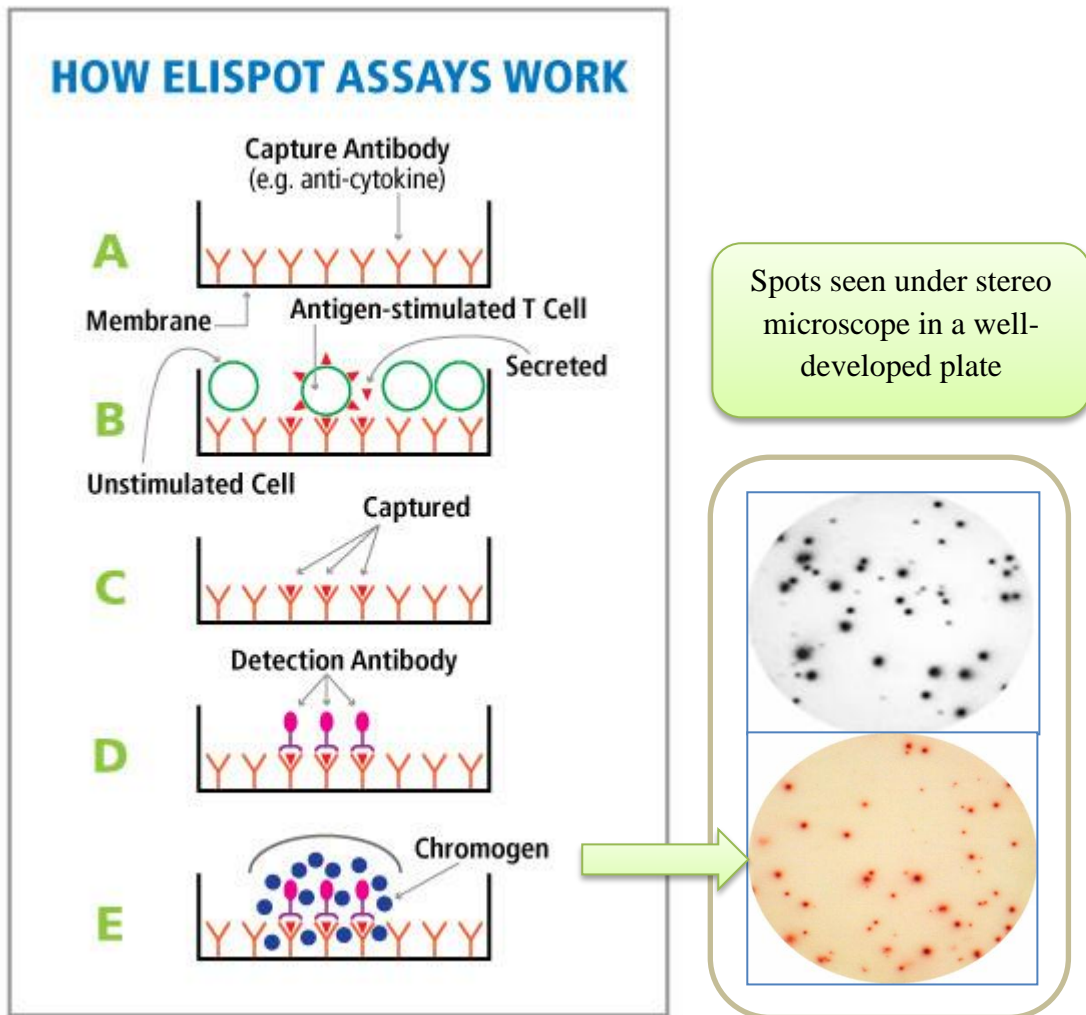 HOW ELISPOT ASSAYS WORK
Capture Antibody
(e.g. anti-cytokine)
A
Membrane
Antigen-stimulated T Cell
Secreted
B
Unstimulated Cell
Captured
C
Detection Antibody
D
Chromogen
E
Spots seen under stereo
microscope in a well-
developed plate